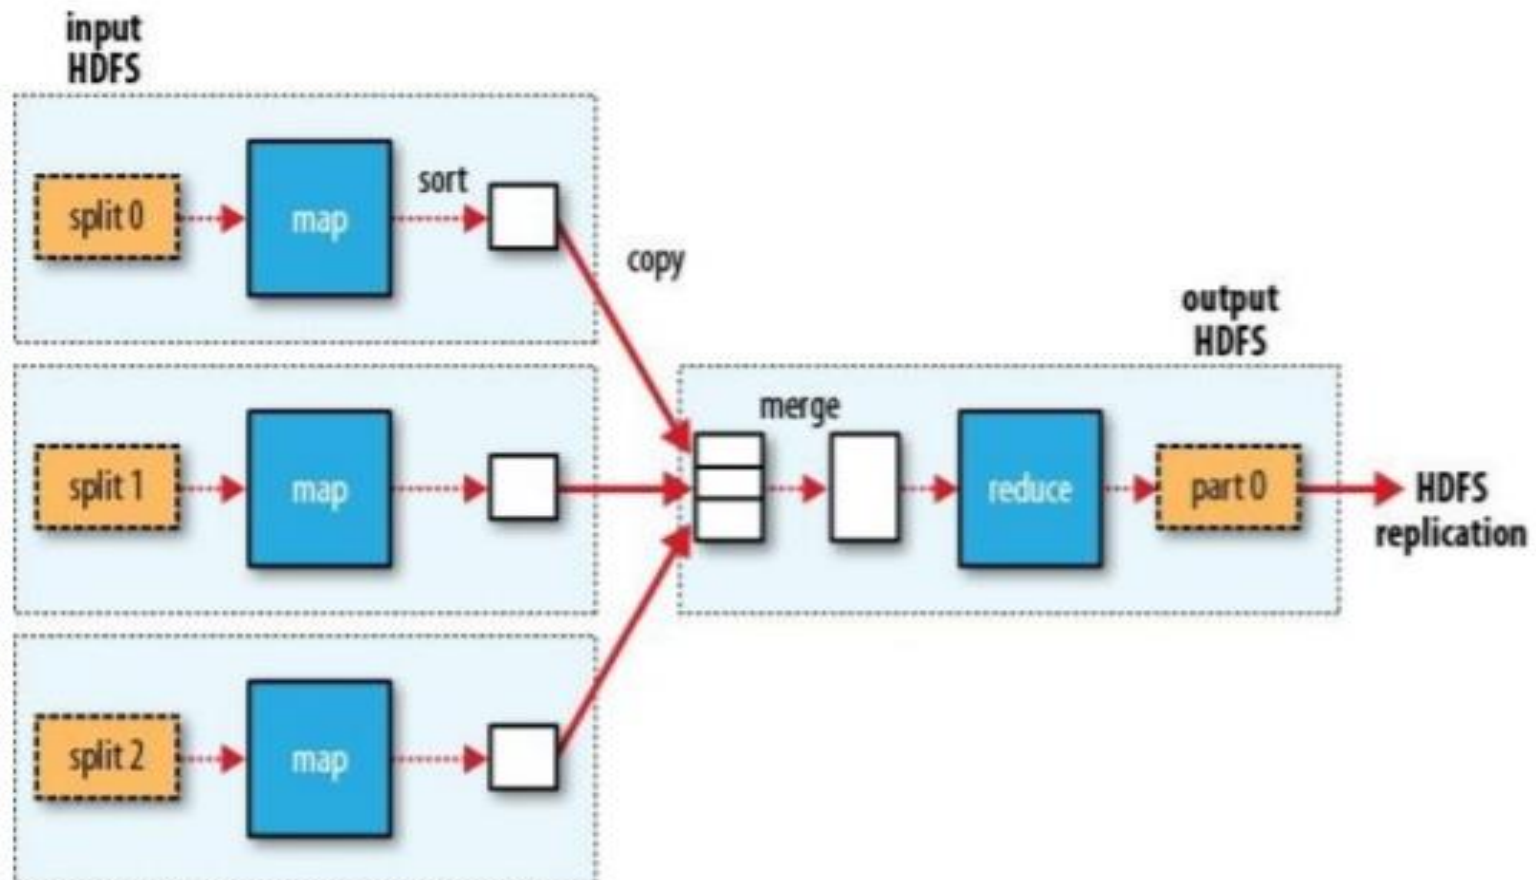 input
HDFS
split 0
map
sort
copy
output
HDFS
split 1
map
merge
reduce
part 0
HDFS
replication
split 2
map